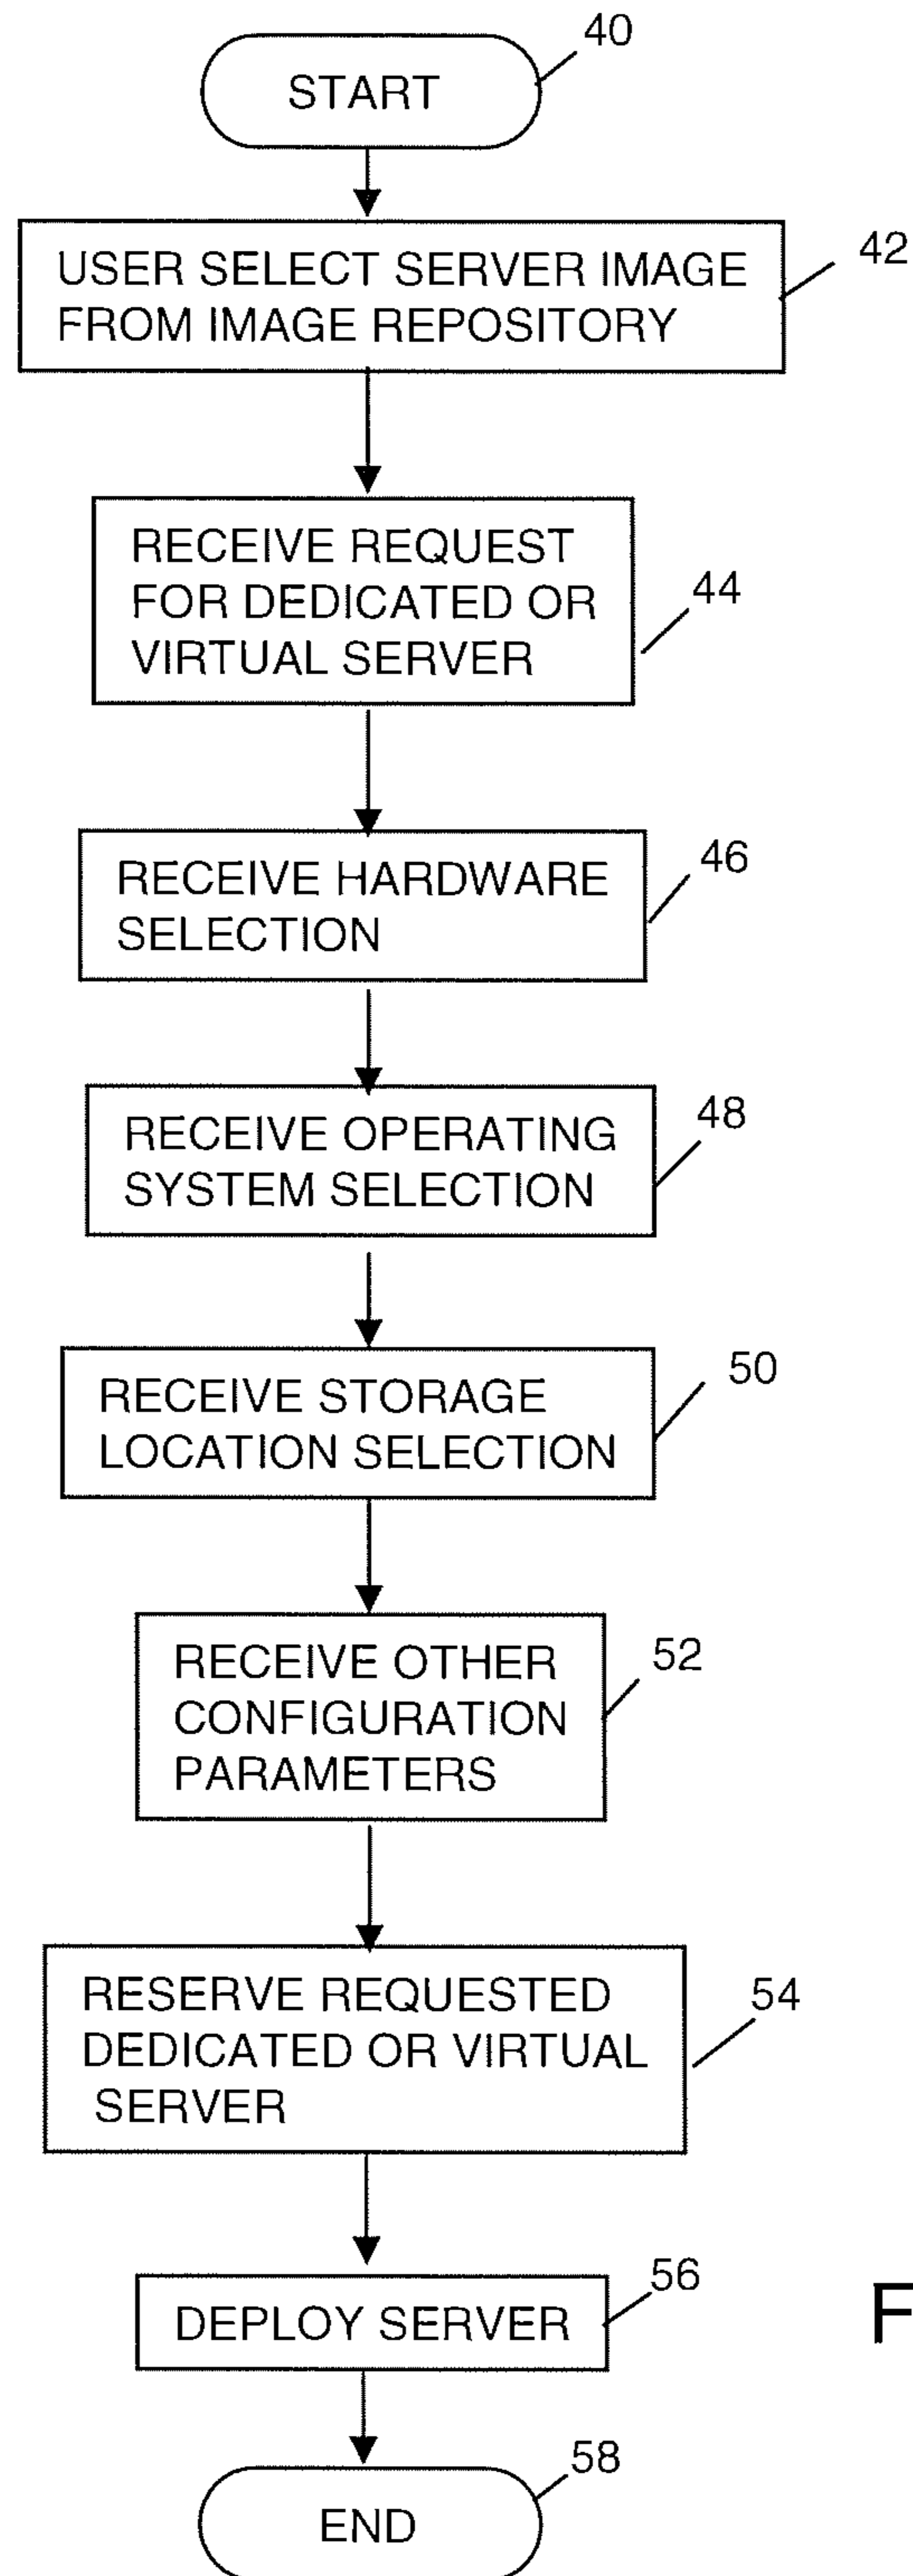 START
40
USER SELECT SERVER IMAGE
FROM IMAGE REPOSITORY
42
RECEIVE REQUEST
FOR DEDICATED OR
VIRTUAL SERVER
44
RECEIVE HARDWARE
SELECTION
46
RECEIVE OPERATING
SYSTEM SELECTION
48
RECEIVE STORAGE
LOCATION SELECTION
50
RECEIVE OTHER
CONFIGURATION
PARAMETERS
52
RESERVE REQUESTED
DEDICATED OR VIRTUAL
SERVER
54
DEPLOY SERVER
56
F
END
58